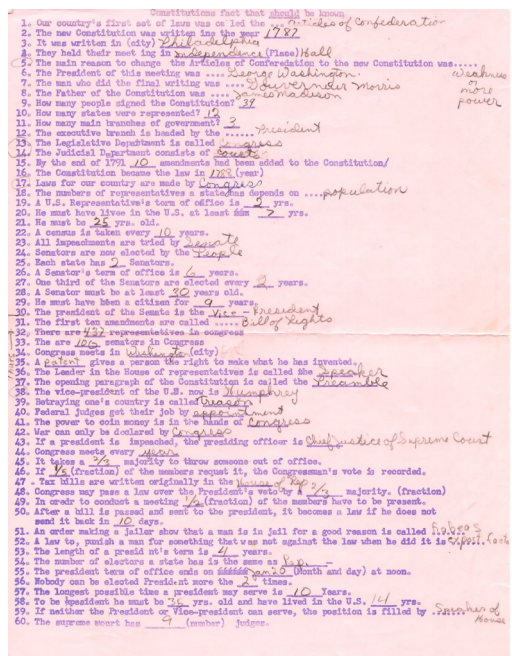 Constitutions fact that should be known
1. Our country's first set of laws was called the ... Articles of Confederation
2. The new Constitution was written ing the year 1787
3. It was written in (city) Philadelphia
4. They held their meet ing in Independence (Place) Hall
5. The main reason to change the Articles of Conferedation to the new Constitution was..... Weakness or more power
6. The President of this meeting was .... George Washington.
7. The man who did the final writing was .... Gouverneur Morris
8. The Father of the Constitution was .... James Madison
9. How many people signed the Constitution? 39
10. How many states were represented? 12
11. How many main branches of government? 3
12. The executive branch is headed by the ...... President
13. The Legislative Department is called Congress
14. The Judicial Department consists of Courts
15. By the end of 1791 10 amendments had been added to the Constitution/
16. The Constitution became the law in 1788 (year)
17. Laws for our country are made by Congress
18. The numbers of representatives a state has depends on .... population
19. A U.S. Representative's term of office is 2 yrs.
20. He must have livee in the U.S. at least 7 yrs.
21. He must be 25 yrs. old.
22. A census is taken every 10 years.
23. All impeachments are tried by Senate
24. Senators are now elected by the People
25. Each state has 2 Senators.
26. A Senator's term of office is 6 years.
27. One third of the Senators are elected every 2 years.
28. A Senator must be at least 30 years old.
29. He must have been a citizen for 9 years.
30. The president of the Senate is the Vice - President
31. The first ten amendments are called ..... Bill of Rights
32. There are 437 representatives in congress
33. The are 100 senators in Congress
34. Congress meets in Washington (city)
35. A patent gives a person the right to make what he has invented.
36. The Leader in the House of representatives is called the Speaker
37. The opening paragraph of the Constitution is called the Preamble
38. The vice-president of the U.S. now is Humphrey
39. Betraying one's country is called treason
40. Federal judges get their job by appointment
41. The power to coin money is in the hands of Congress
42. War can only be declared by Congress
43. If a president is impeached, the presiding officer is Chief justice of Supreme Court
44. Congress meets every year
45. It takes a 2/3 majority to throw someone out of office.
46. If 1/5 (fraction) of the members request it, the Congressman's vote is recorded.
47. Tax bills are written originally in the House of Rep
48. Congress may pass a law over the President's veto by a 2/3 majority. (fraction)
49. In oredr to conduct a meeting 1/2 (fraction) of the members have to be present.
50. After a bill is passed and sent to the president, it becomes a law if he does not
send it back in 10 days.
51. An order making a jailer show that a man is in jail for a good reason is called
52. A law to, punish a man for something that was not against the law when he did it is expost facto
53. The length of a presid nt's term is 4 years.
54. The number of electors a state has is the same as Rep.
55. The president term of office ends on Jan 20 (Month and day) at noon.
56. Nobody can be elected President more the 2 times.
57. The longest possible time a president may serve is 10 Years.
58. To be president he must be 35 yrs. old and have lived in the U.S. 14 yrs.
59. If neither the President or Vice-president can serve, the position is filled by Speaker of House
60. The supreme court has 9 (number) judges.